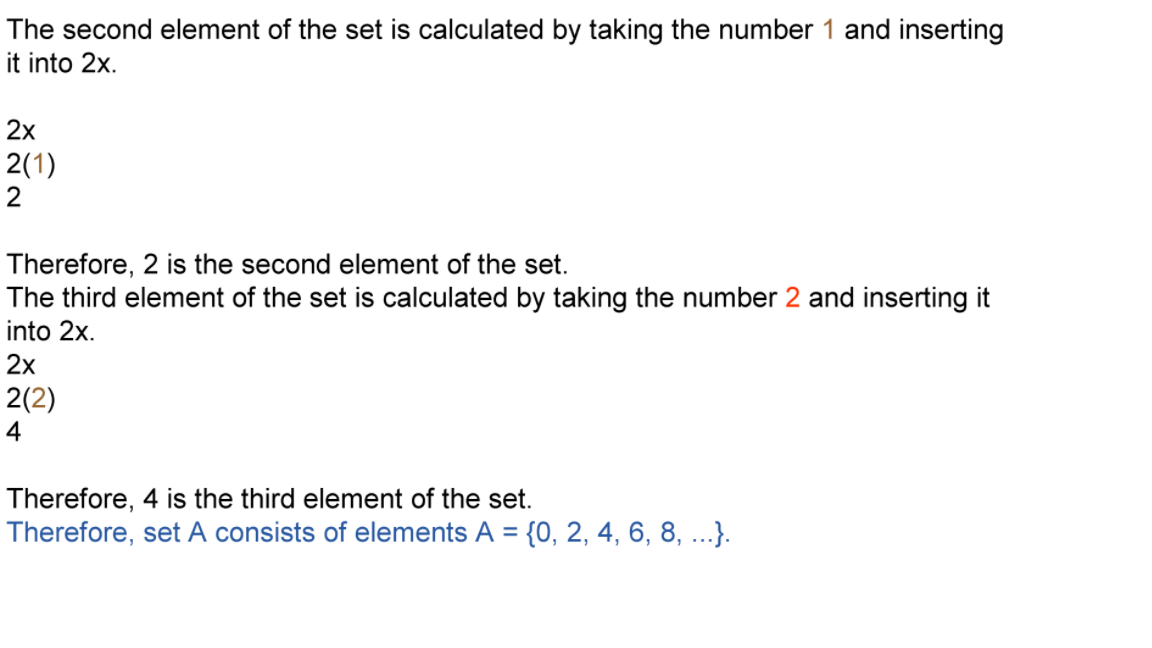 The second element of the set is calculated by taking the number 1 and inserting
it into 2x.
2x
2(1)
2
Therefore, 2 is the second element of the set.
The third element of the set is calculated by taking the number 2 and inserting it
into 2x.
2x
2(2)
4
Therefore, 4 is the third element of the set.
Therefore, set A consists of elements A = {0, 2, 4, 6, 8, ...}.